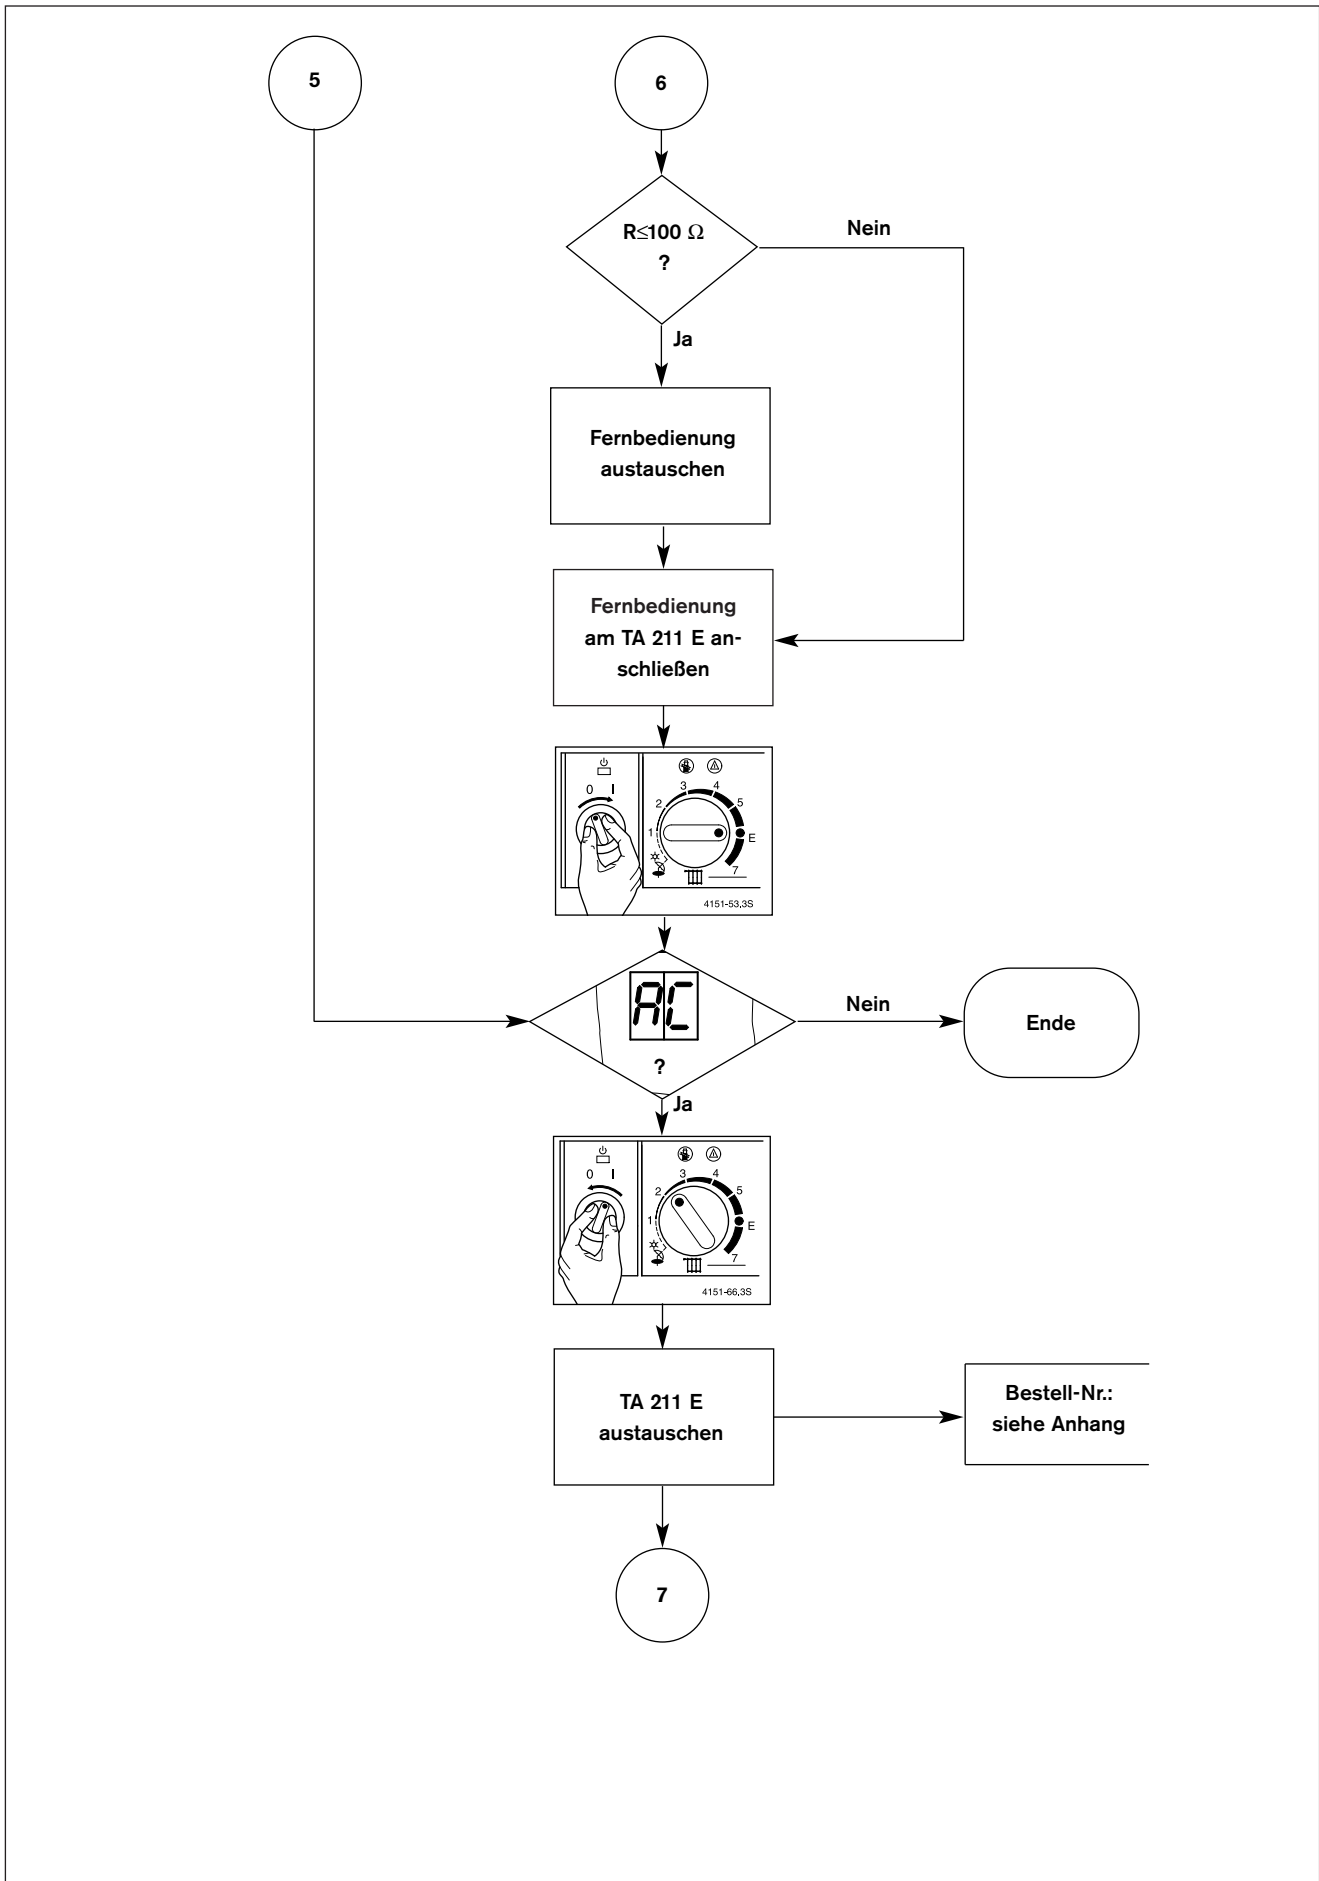 5
6
R≤100 Ω
?
Nein
Ja
Fernbedienung
austauschen
Fernbedienung
am TA 211 E an-
schließen
0 I
1 2 3 4 5 E 7
4151-53,3S
AC
?
Nein
Ende
Ja
0 I
1 2 3 4 5 E 7
4151-66,3S
TA 211 E
austauschen
Bestell-Nr.:
siehe Anhang
7